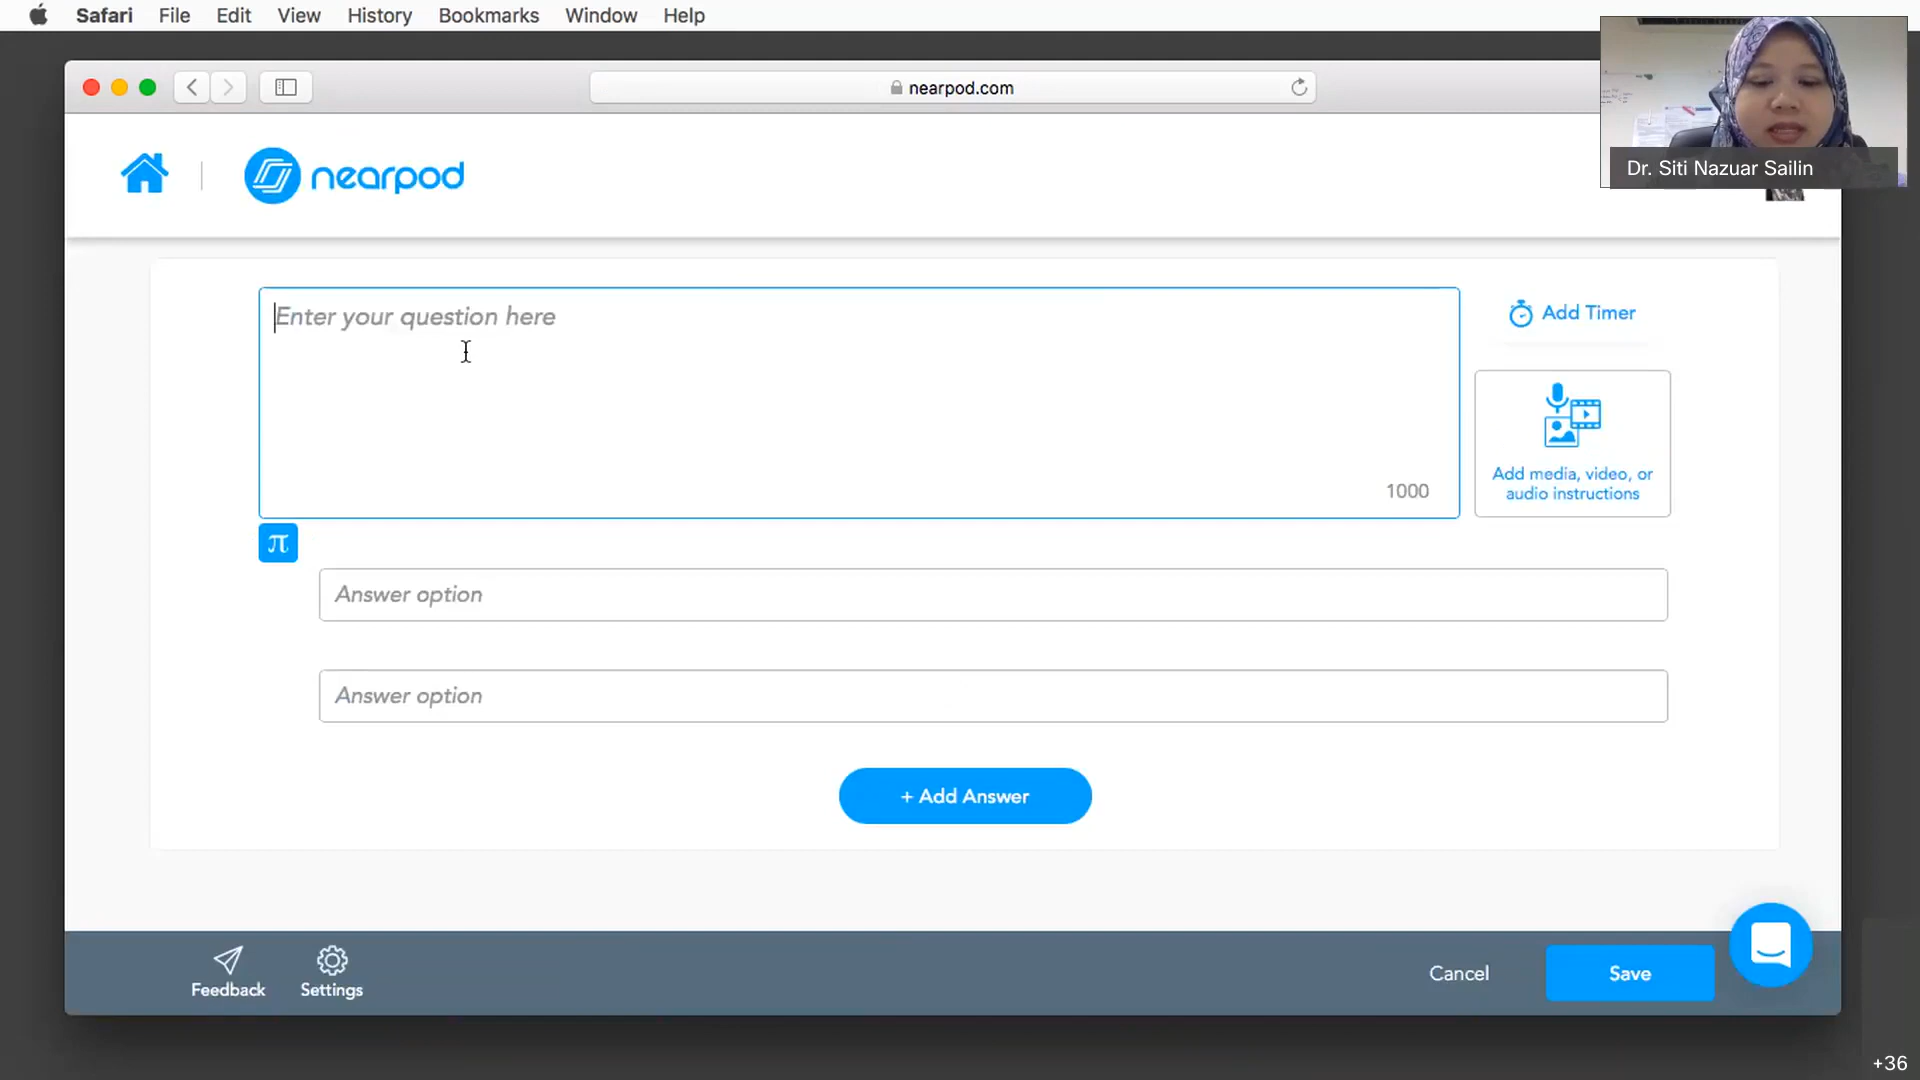 Safari File Edit View History Bookmarks Window Help
nearpod.com
nearpod
Dr. Siti Nazuar Sailin
Enter your question here
Add Timer
Add media, video, or
audio instructions
1000
π
Answer option
Answer option
+ Add Answer
Feedback
Settings
Cancel
Save
+36